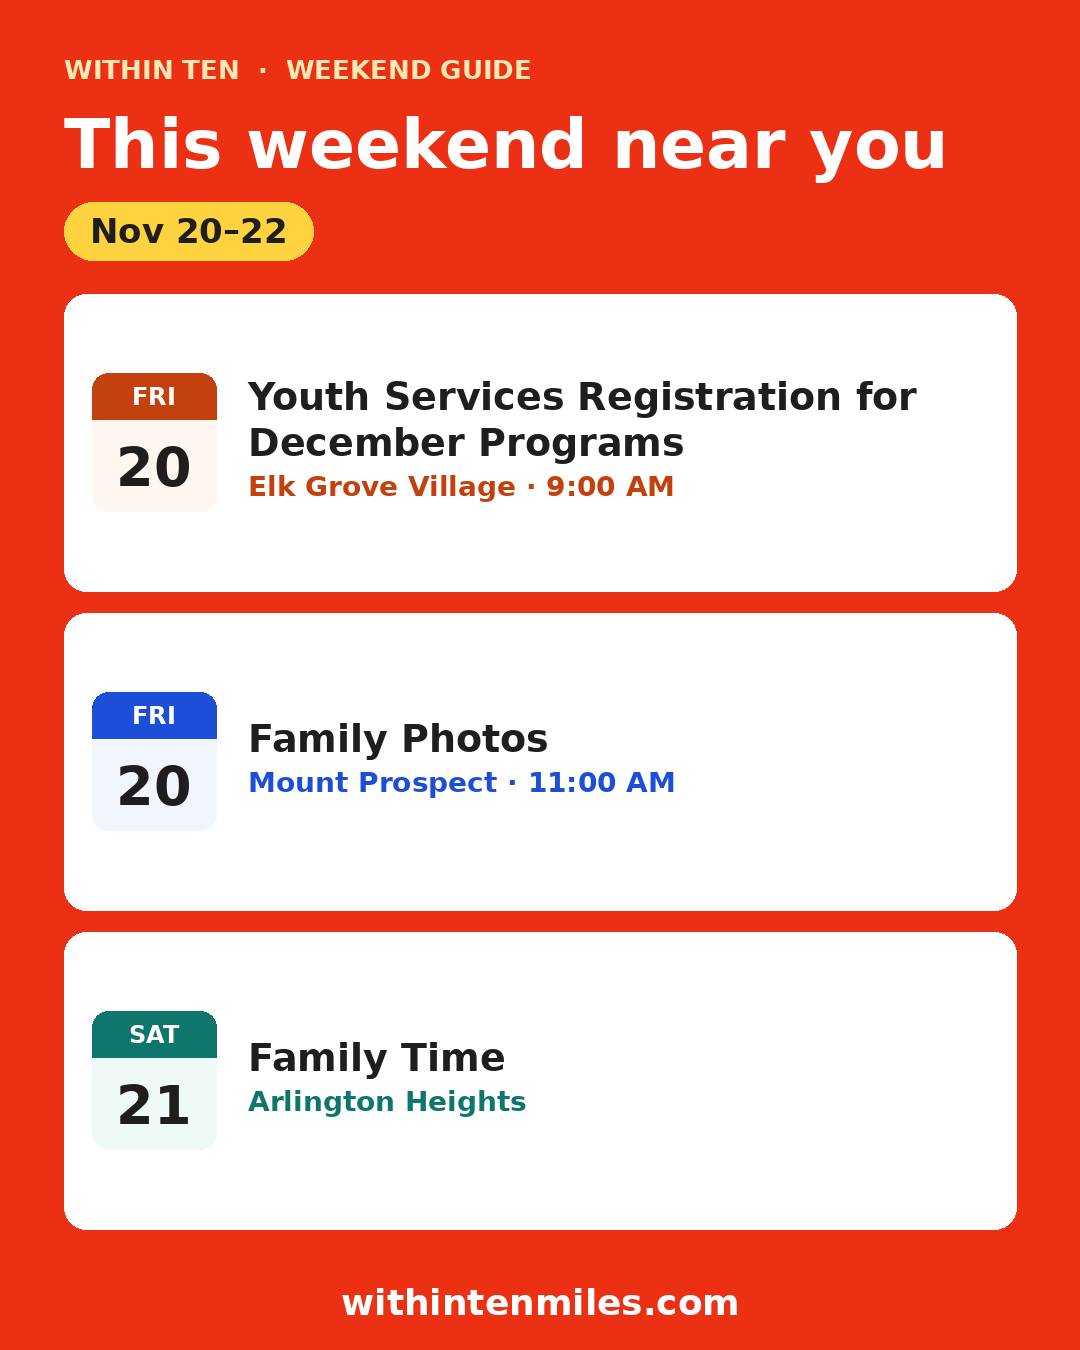 WITHIN TEN · WEEKEND GUIDE
This weekend near you
Nov 20–22
FRI
20
Youth Services Registration for
December Programs
Elk Grove Village · 9:00 AM
FRI
20
Family Photos
Mount Prospect · 11:00 AM
SAT
21
Family Time
Arlington Heights
withintenmiles.com